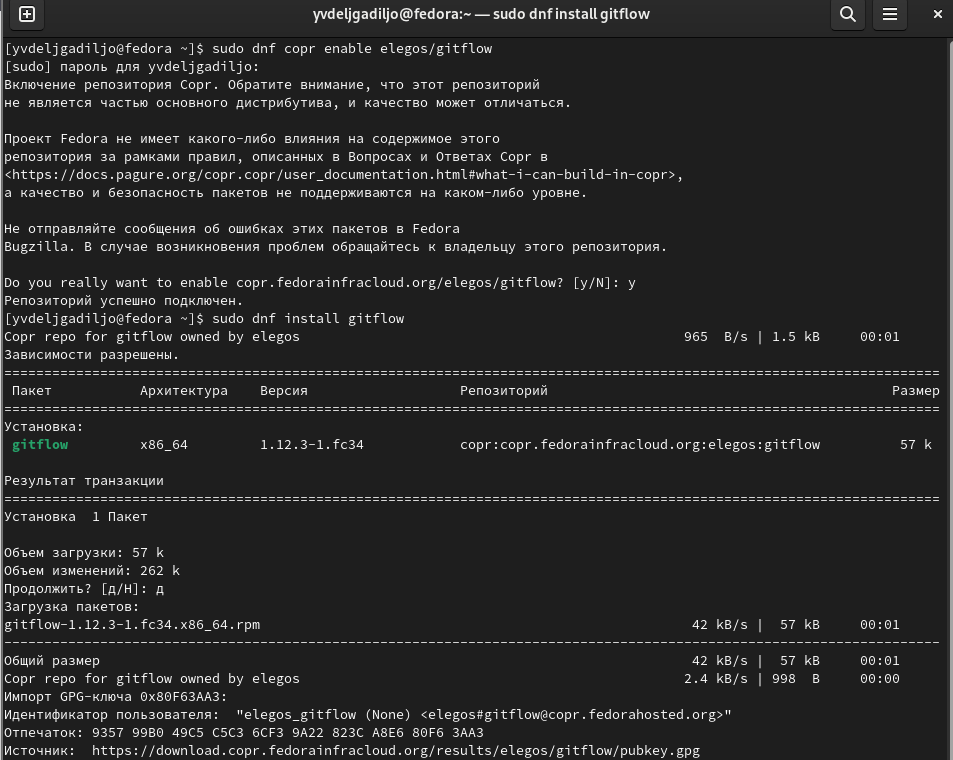 yvdeljgadiljo@fedora:~ — sudo dnf install gitflow
[yvdeljgadiljo@fedora ~]$ sudo dnf copr enable elegos/gitflow
[sudo] пароль для yvdeljgadiljo:
Включение репозитория Copr. Обратите внимание, что этот репозиторий
не является частью основного дистрибутива, и качество может отличаться.
Проект Fedora не имеет какого-либо влияния на содержимое этого
репозитория за рамками правил, описанных в Вопросах и Ответах Copr в
<https://docs.pagure.org/copr.copr/user_documentation.html#what-i-can-build-in-copr>,
а качество и безопасность пакетов не поддерживаются на каком-либо уровне.
Не отправляйте сообщения об ошибках этих пакетов в Fedora
Bugzilla. В случае возникновения проблем обращайтесь к владельцу этого репозитория.
Do you really want to enable copr.fedorainfracloud.org/elegos/gitflow? [y/N]: y
Репозиторий успешно подключен.
[yvdeljgadiljo@fedora ~]$ sudo dnf install gitflow
Copr repo for gitflow owned by elegos 965 B/s | 1.5 kB 00:01
Зависимости разрешены.
Пакет Архитектура Версия Репозиторий Размер
Установка:
gitflow x86_64 1.12.3-1.fc34 copr:copr.fedorainfracloud.org:elegos:gitflow 57 k
Результат транзакции
Установка 1 Пакет
Объем загрузки: 57 k
Объем изменений: 262 k
Продолжить? [д/Н]: д
Загрузка пакетов:
gitflow-1.12.3-1.fc34.x86_64.rpm 42 kB/s | 57 kB 00:01
Общий размер 42 kB/s | 57 kB 00:01
Copr repo for gitflow owned by elegos 2.4 kB/s | 998 B 00:00
Импорт GPG-ключа 0x80F63AA3:
Идентификатор пользователя: "elegos_gitflow (None) <elegos#gitflow@copr.fedorahosted.org>"
Отпечаток: 9357 99B0 49C5 C5C3 6CF3 9A22 823C A8E6 80F6 3AA3
Источник: https://download.copr.fedorainfracloud.org/results/elegos/gitflow/pubkey.gpg